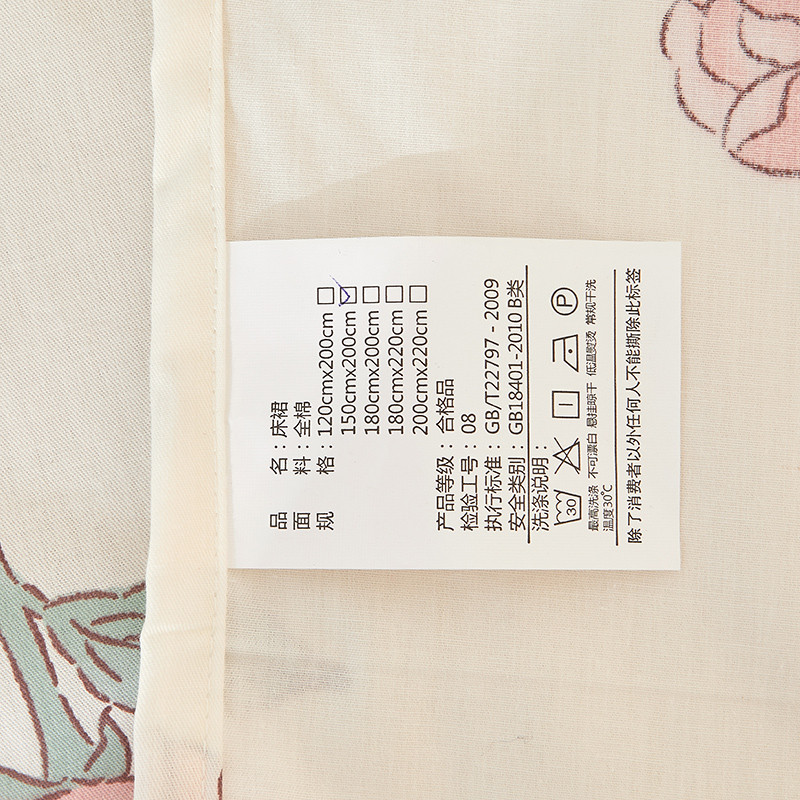 品 名：床裙
面 料：全棉
规 格：120cmx200cm □
150cmx200cm ☑
180cmx200cm □
180cmx220cm □
200cmx220cm □
产品等级：合格品
检验工号：08
执行标准：GB/T22797 - 2009
安全类别：GB18401-2010 B类
洗涤说明：
30 P
最高洗涤 不可漂白 悬挂晾干 低温熨烫 常规干洗
温度30℃
除了消费者以外任何人不能撕除此标签